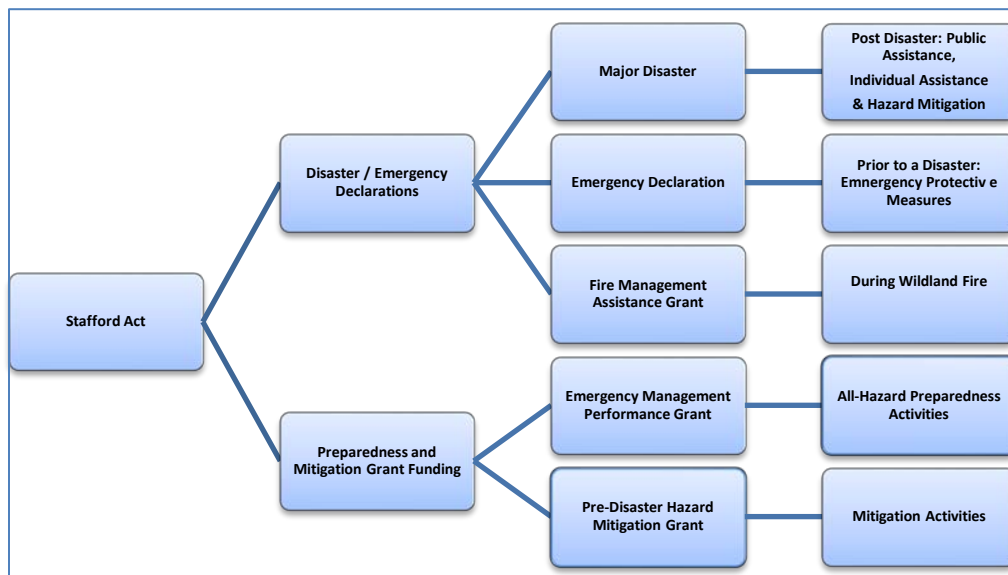 Stafford Act
Disaster / Emergency
Declarations
Major Disaster
Post Disaster: Public
Assistance,
Individual Assistance
& Hazard Mitigation
Emergency Declaration
Prior to a Disaster:
Emnergency Protectiv e
Measures
Fire Management
Assistance Grant
During Wildland Fire
Preparedness and
Mitigation Grant Funding
Emergency Management
Performance Grant
All-Hazard Preparedness
Activities
Pre-Disaster Hazard
Mitigation Grant
Mitigation Activities